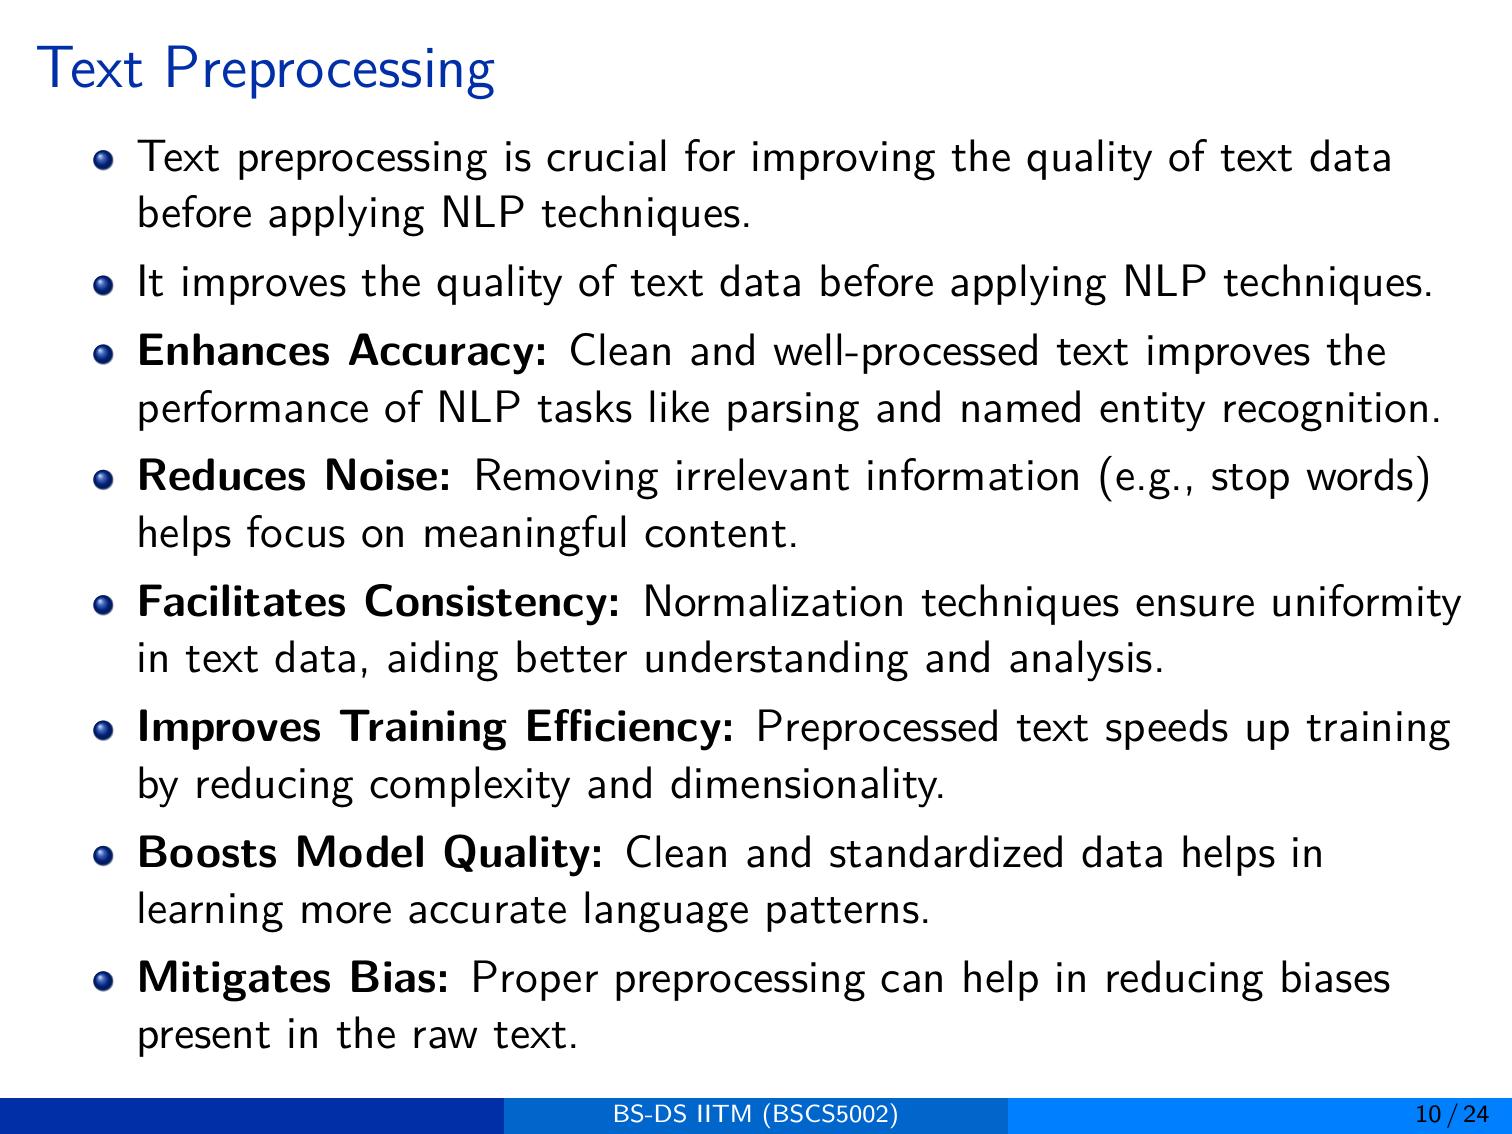 Text Preprocessing
Text preprocessing is crucial for improving the quality of text data
before applying NLP techniques.
It improves the quality of text data before applying NLP techniques.
Enhances Accuracy: Clean and well-processed text improves the
performance of NLP tasks like parsing and named entity recognition.
Reduces Noise: Removing irrelevant information (e.g., stop words)
helps focus on meaningful content.
Facilitates Consistency: Normalization techniques ensure uniformity
in text data, aiding better understanding and analysis.
Improves Training Efficiency: Preprocessed text speeds up training
by reducing complexity and dimensionality.
Boosts Model Quality: Clean and standardized data helps in
learning more accurate language patterns.
Mitigates Bias: Proper preprocessing can help in reducing biases
present in the raw text.
BS-DS IITM (BSCS5002)
10 / 24